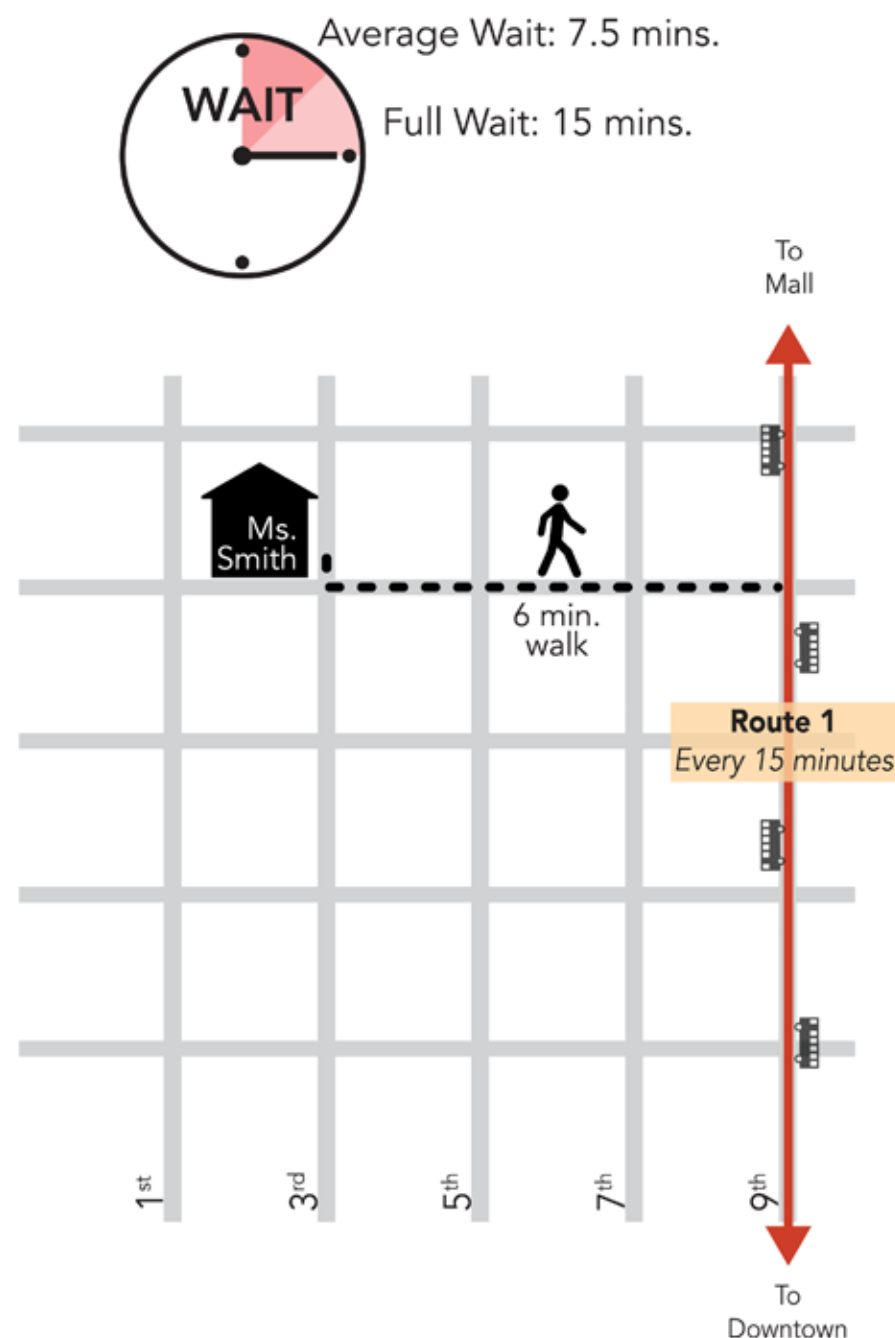 Average Wait: 7.5 mins.
WAIT
Full Wait: 15 mins.
To
Mall
Ms.
Smith
6 min.
walk
Route 1
Every 15 minutes
1st
3rd
5th
7th
9th
To
Downtown